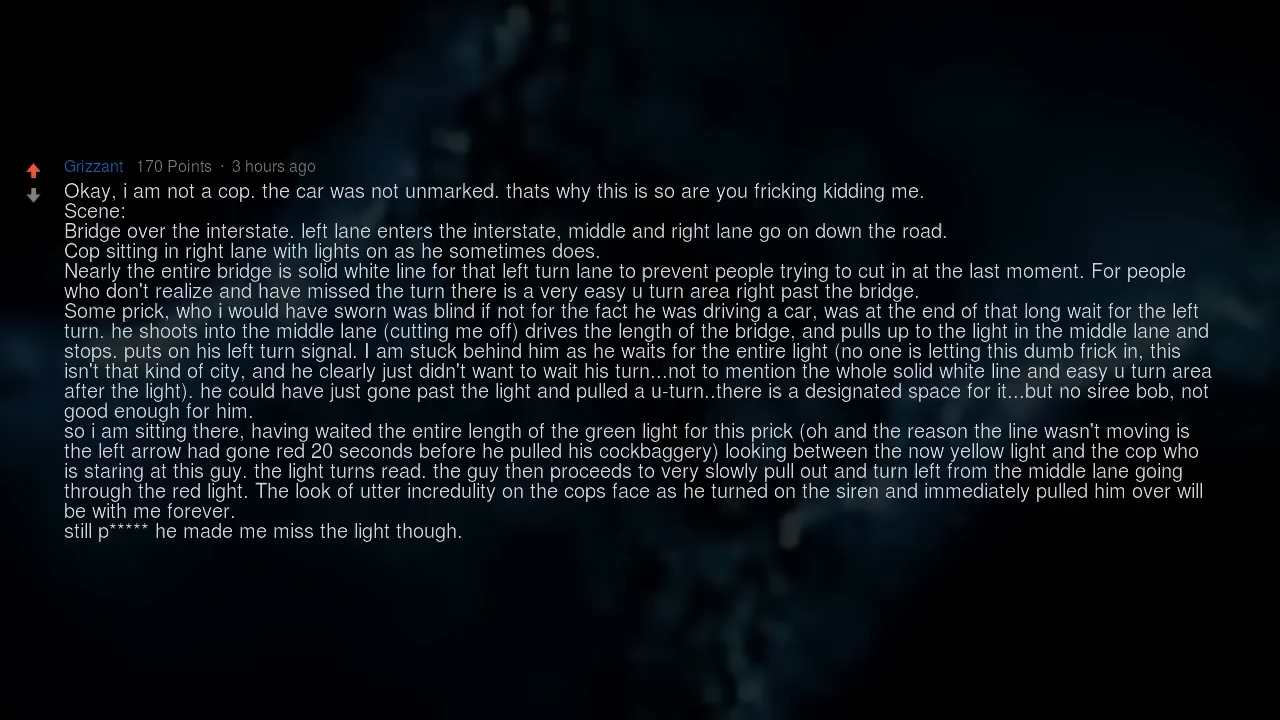 Grizzant 170 Points · 3 hours ago
Okay, i am not a cop. the car was not unmarked. thats why this is so are you fricking kidding me.
Scene:
Bridge over the interstate. left lane enters the interstate, middle and right lane go on down the road.
Cop sitting in right lane with lights on as he sometimes does.
Nearly the entire bridge is solid white line for that left turn lane to prevent people trying to cut in at the last moment. For people
who don't realize and have missed the turn there is a very easy u turn area right past the bridge.
Some prick, who i would have sworn was blind if not for the fact he was driving a car, was at the end of that long wait for the left
turn. he shoots into the middle lane (cutting me off) drives the length of the bridge, and pulls up to the light in the middle lane and
stops. puts on his left turn signal. I am stuck behind him as he waits for the entire light (no one is letting this dumb frick in, this
isn't that kind of city, and he clearly just didn't want to wait his turn...not to mention the whole solid white line and easy u turn area
after the light). he could have just gone past the light and pulled a u-turn..there is a designated space for it...but no siree bob, not
good enough for him.
so i am sitting there, having waited the entire length of the green light for this prick (oh and the reason the line wasn't moving is
the left arrow had gone red 20 seconds before he pulled his cockbaggery) looking between the now yellow light and the cop who
is staring at this guy. the light turns read. the guy then proceeds to very slowly pull out and turn left from the middle lane going
through the red light. The look of utter incredulity on the cops face as he turned on the siren and immediately pulled him over will
be with me forever.
still p***** he made me miss the light though.